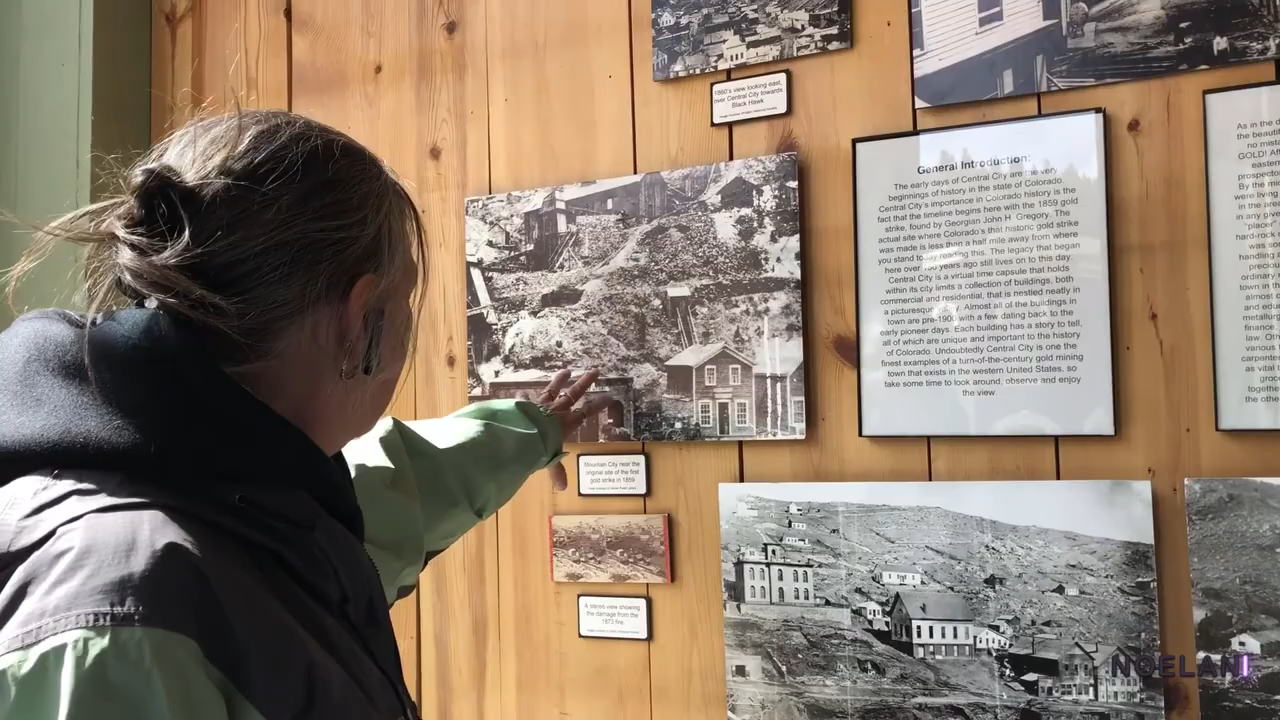 1860's view looking east,
over Central City towards
Black Hawk
General Introduction:
The early days of Central City are the very
beginnings of history in the state of Colorado.
Central City's importance in Colorado history is the
fact that the timeline begins here with the 1859 gold
strike, found by Georgian John H. Gregory. The
actual site where Colorado's that historic gold strike
was made is less than a half mile away from where
you stand today reading this. The legacy that began
here over years ago still lives on to this day.
Central City is a virtual time capsule that holds
within its city limits a collection of buildings, both
commercial and residential, that is nestled neatly in
a picturesque Almost all of the buildings in
town are pre-1900 with a few dating back to the
early pioneer days. Each building has a story to tell,
all of which are unique and important to the history
of Colorado. Undoubtedly Central City is one the
finest examples of a turn-of-the-century gold mining
town that exists in the western United States, so
take some time to look around, observe and enjoy
the view.
As in the d
the beautif
no mista
GOLD! Aft
eastern
prospecto
By the mi
were living
in the are
in any give
"placer"
hard-rock
was so
handling
preciou
ordinary
town in th
almost
and edu
metallurg
finance
law. Oth
various
carpente
as vital
groc
togethe
the othe
Mountain City near the
original site of the first
gold strike in 1859
A stereo view showing
the damage from the
1873 fire.
NOELANI